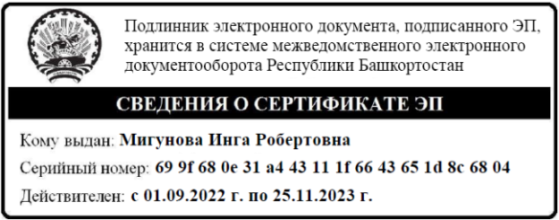 Подлинник электронного документа, подписанного ЭП,
хранится в системе межведомственного электронного
документооборота Республики Башкортостан
СВЕДЕНИЯ О СЕРТИФИКАТЕ ЭП
Кому выдан: Мигунова Инга Робертовна
Серийный номер: 69 9f 68 0e 31 a4 43 11 1f 66 43 65 1d 8c 68 04
Действителен: с 01.09.2022 г. по 25.11.2023 г.